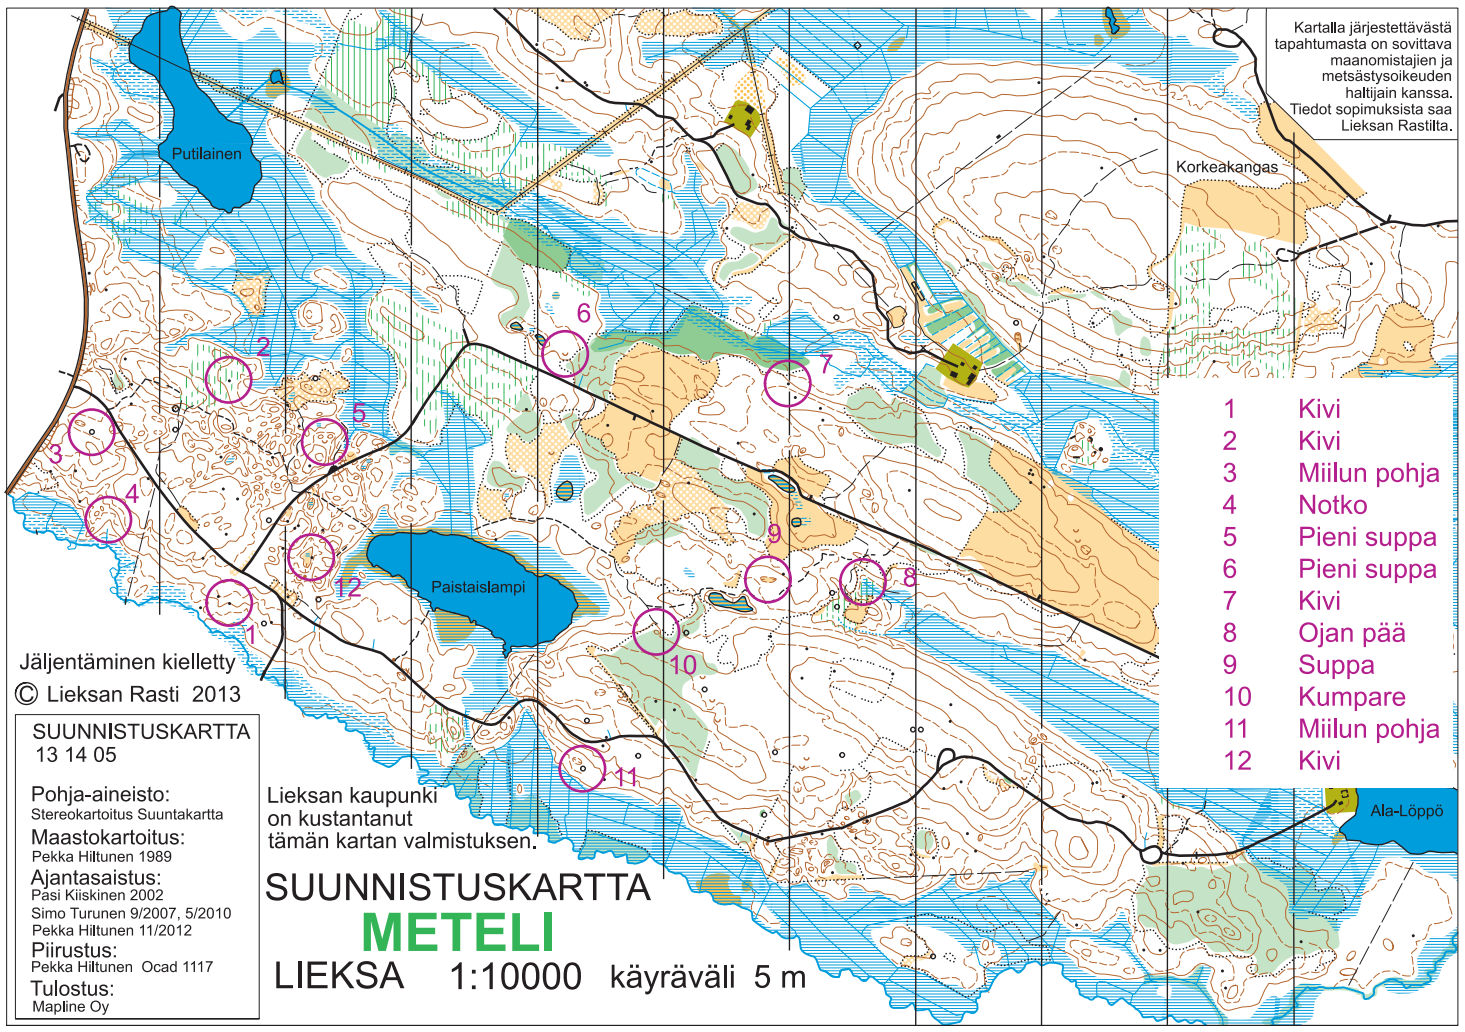 Kartalla järjestettävästä
tapahtumasta on sovittava
maanomistajien ja
metsästysoikeuden
haltijain kanssa.
Tiedot sopimuksista saa
Lieksan Rastilta.
Putilainen
Korkeakangas
6
2
7
5
3
4
9
8
12
Paistaislampi
1
10
11
1 Kivi
2 Kivi
3 Miilun pohja
4 Notko
5 Pieni suppa
6 Pieni suppa
7 Kivi
8 Ojan pää
9 Suppa
10 Kumpare
11 Miilun pohja
12 Kivi
Ala-Löppö
Jäljentäminen kielletty
© Lieksan Rasti 2013
SUUNNISTUSKARTTA
13 14 05
Pohja-aineisto:
Stereokartoitus Suuntakartta
Maastokartoitus:
Pekka Hiltunen 1989
Ajantasaistus:
Pasi Kiiskinen 2002
Simo Turunen 9/2007, 5/2010
Pekka Hiltunen 11/2012
Piirustus:
Pekka Hiltunen Ocad 1117
Tulostus:
Mapline Oy
Lieksan kaupunki
on kustantanut
tämän kartan valmistuksen.
SUUNNISTUSKARTTA
METELI
LIEKSA 1:10000 käyräväli 5 m